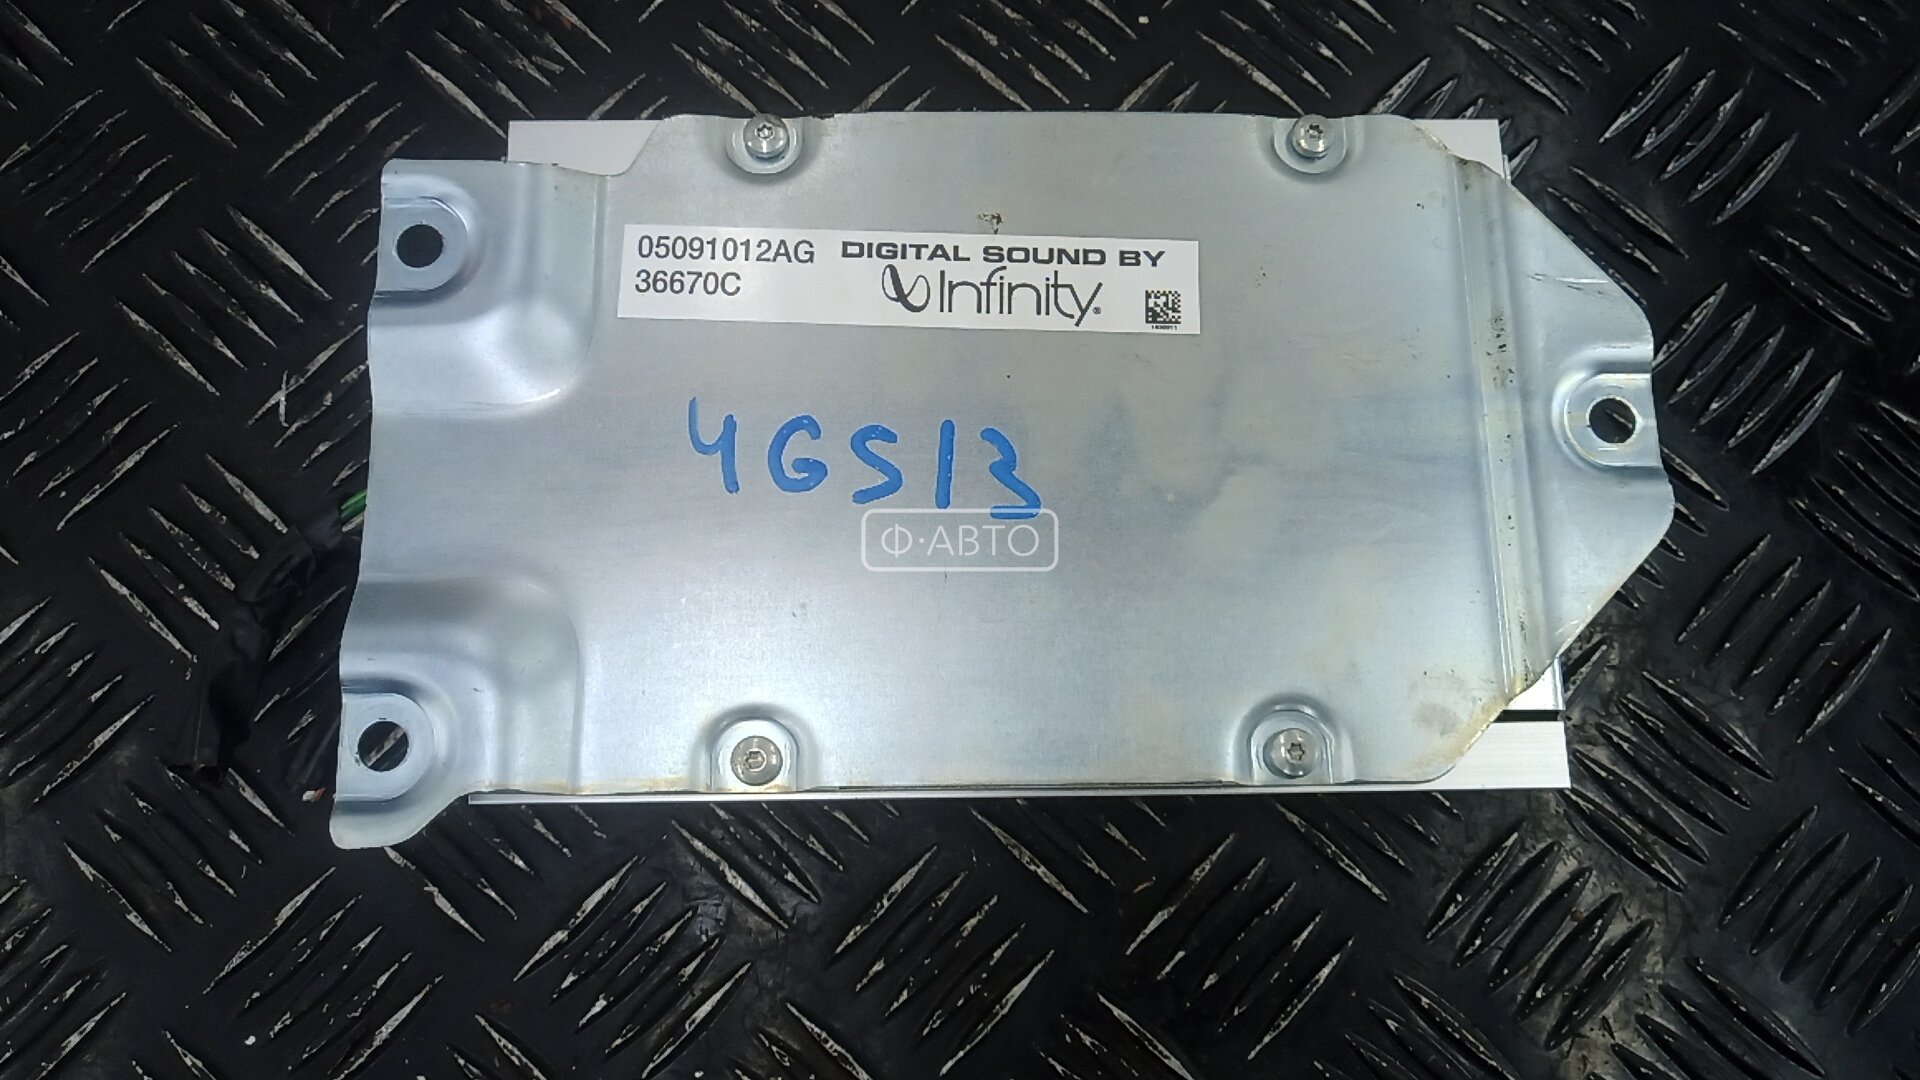 05091012AG DIGITAL SOUND BY
36670C Infinity®
4GS13
Ф·АВТО